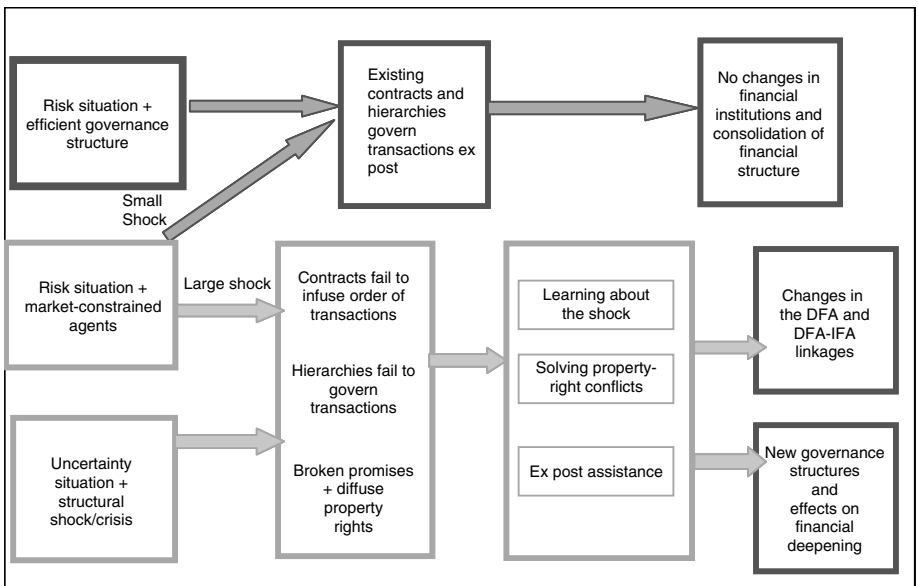 Risk situation +
efficient governance
structure
Existing
contracts and
hierarchies
govern
transactions ex
post
No changes in
financial
institutions and
consolidation of
financial
structure
Small
Shock
Risk situation +
market-constrained
agents
Large shock
Contracts fail to
infuse order of
transactions
Hierarchies fail to
govern
transactions
Broken promises
+ diffuse
property
rights
Learning about
the shock
Solving property-
right conflicts
Ex post assistance
Changes in
the DFA and
DFA-IFA
linkages
Uncertainty situation +
structural
shock/crisis
New governance
structures
and
effects on
financial
deepening